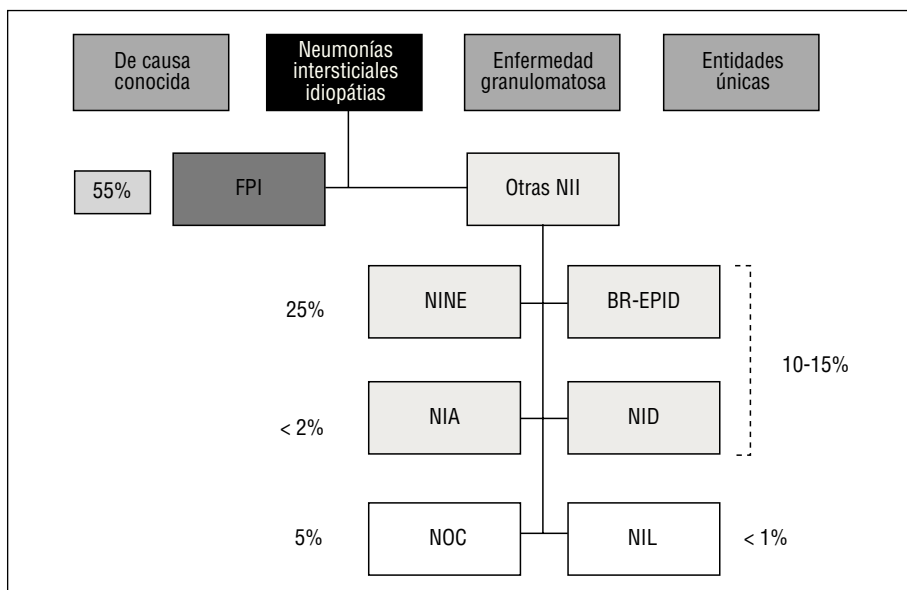 De causa
conocida
Neumonías
intersticiales
idiopátias
Enfermedad
granulomatosa
Entidades
únicas
55%
FPI
Otras NII
25%
NINE
BR-EPID
10-15%
< 2%
NIA
NID
5%
NOC
NIL
< 1%